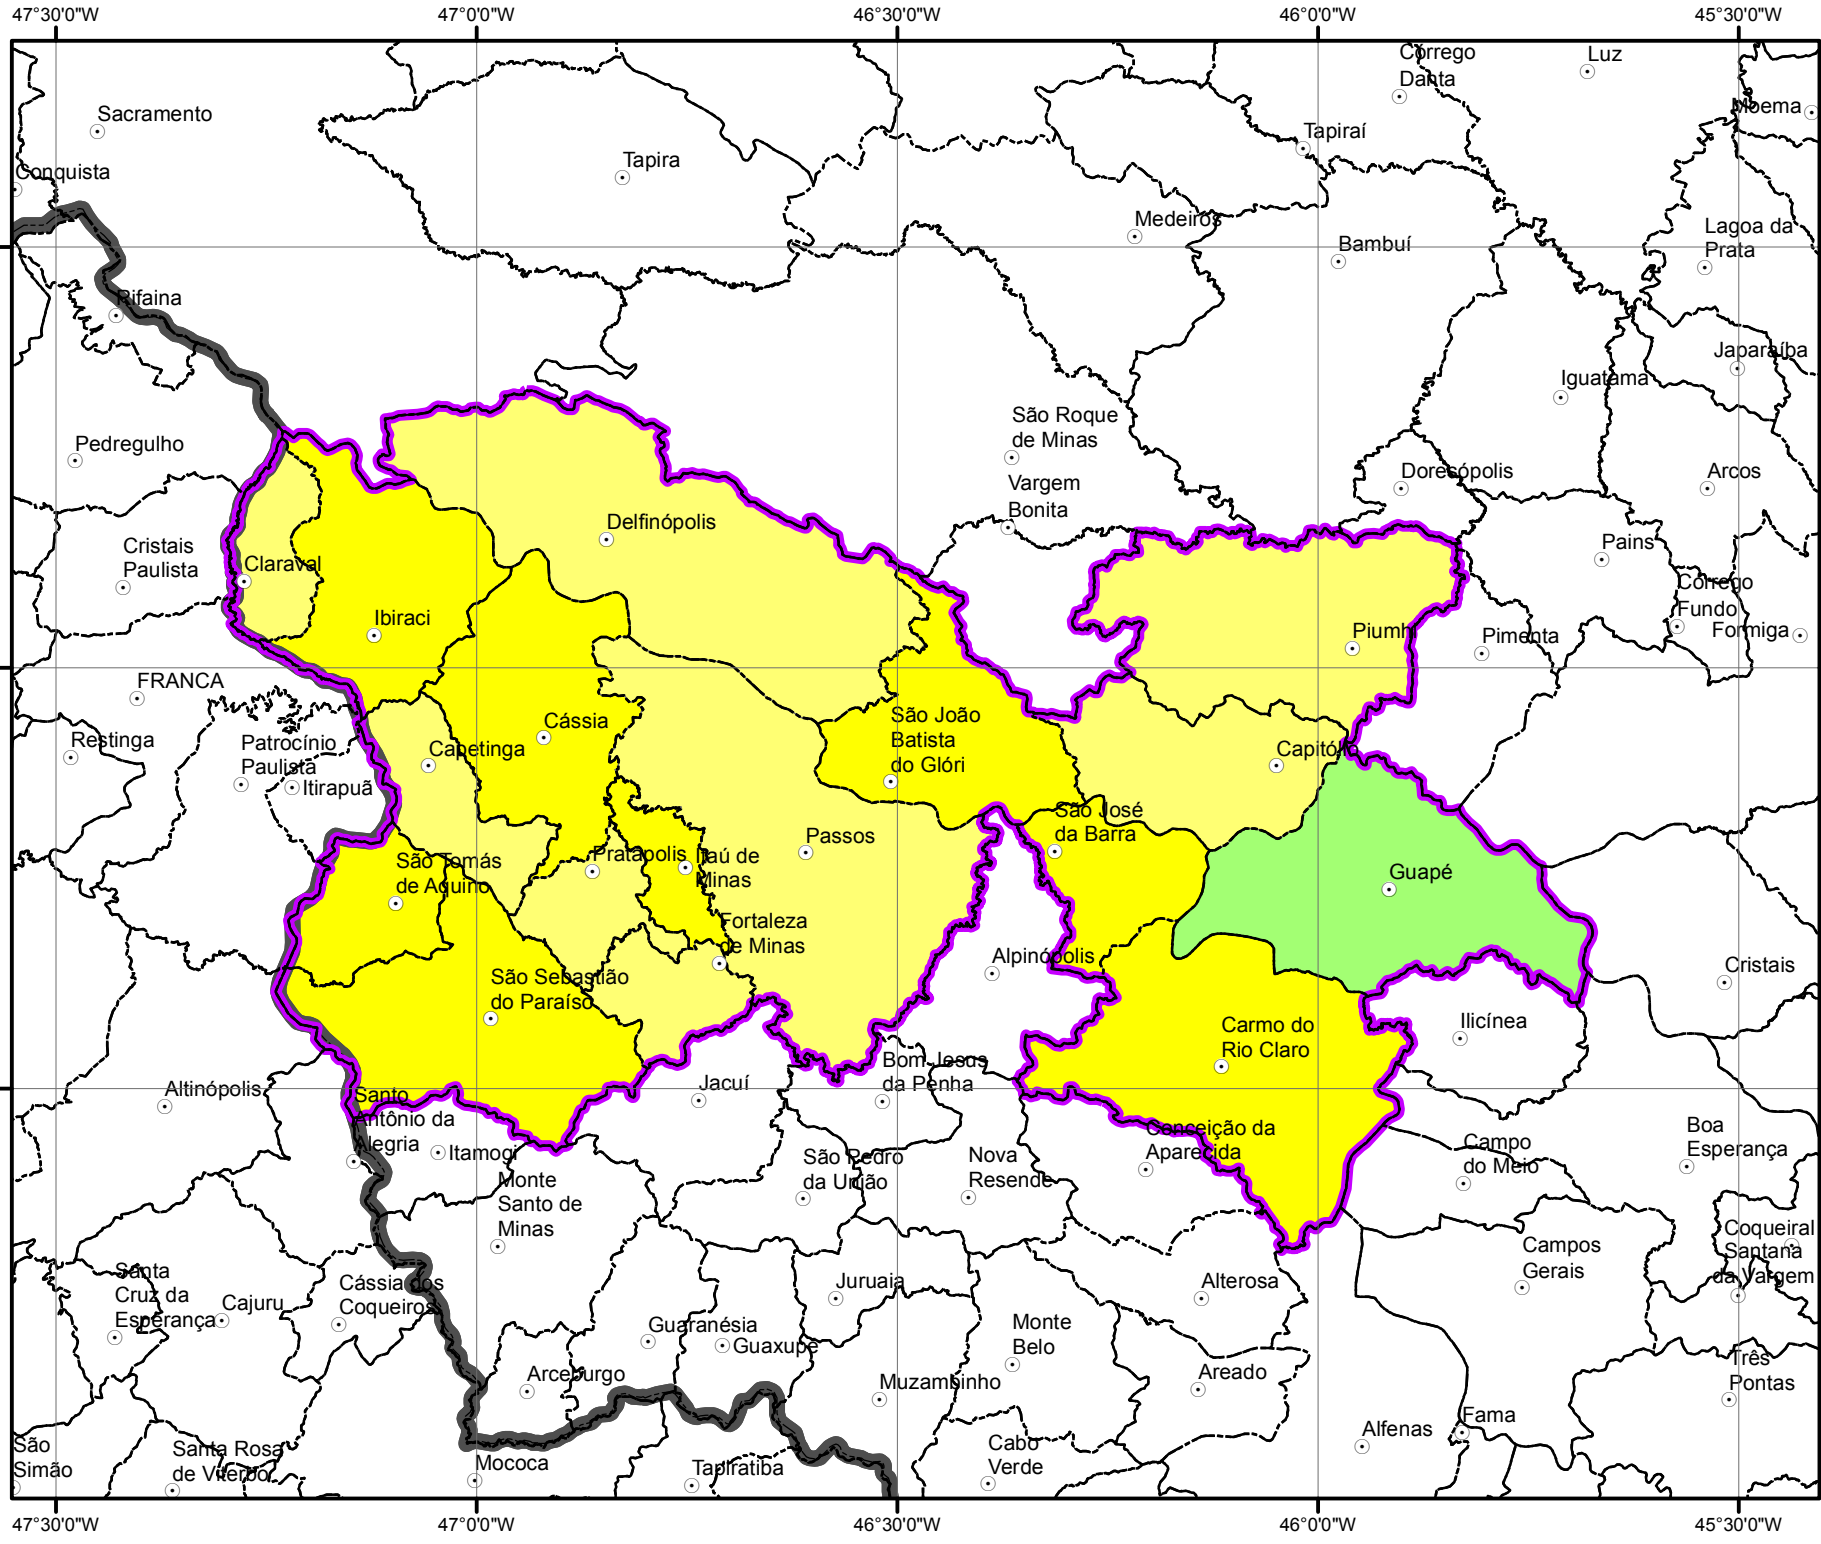 47°30'0"W 47°0'0"W 46°30'0"W 46°0'0"W 45°30'0"W
Córrego
Danta
Luz
Moema
Sacramento
Tapiraí
Tapira
Conquista
Medeiros
Bambuí
Lagoa da
Prata
Rifaina
Japaraíba
Iguatama
São Roque
de Minas
Pedregulho
Doresópolis
Arcos
Vargem
Bonita
Delfinópolis
Cristais
Paulista
Claraval
Pains
Córrego
Fundo
Formiga
Ibiraci
Piumhi
Pimenta
FRANCA
Restinga
Patrocínio
Paulista
Itirapuã
Capetinga
Cássia
São João
Batista
do Glóri
Capitólio
São José
da Barra
Passos
Pratápolis
Itaú de
Minas
São Tomás
de Aquino
Guapé
Fortaleza
de Minas
Alpinópolis
Cristais
São Sebastião
do Paraíso
Carmo do
Rio Claro
Ilicínea
Bom Jesus
da Penha
Jacuí
Altinópolis
Santo
Antônio da
Alegria
Itamogi
Conceição da
Aparecida
Boa
Esperança
Campo
do Meio
São Pedro
da União
Nova
Resende
Monte
Santo de
Minas
Coqueiral
Santana
da Vargem
Campos
Gerais
Santa
Cruz da
Esperança
Cajuru
Cássia dos
Coqueiros
Juruaia
Alterosa
Guaranésia
Guaxupé
Monte
Belo
Arceburgo
Muzambinho
Areado
Três
Pontas
Fama
Alfenas
São
Simão
Santa Rosa
de Viterbo
Mococa
Tapiratiba
Cabo
Verde
47°30'0"W 47°0'0"W 46°30'0"W 46°0'0"W 45°30'0"W